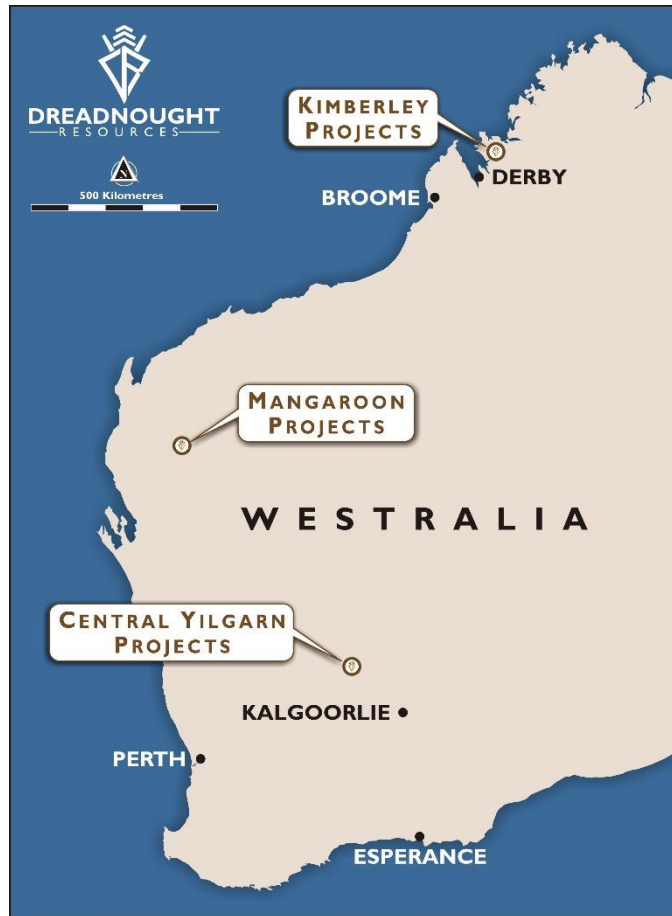 DREADNOUGHT
RESOURCES
500 Kilometres
KIMBERLEY
PROJECTS
DERBY
BROOME
MANGAROON
PROJECTS
WESTRALIA
CENTRAL YILGARN
PROJECTS
KALGOORLIE
PERTH
ESPERANCE